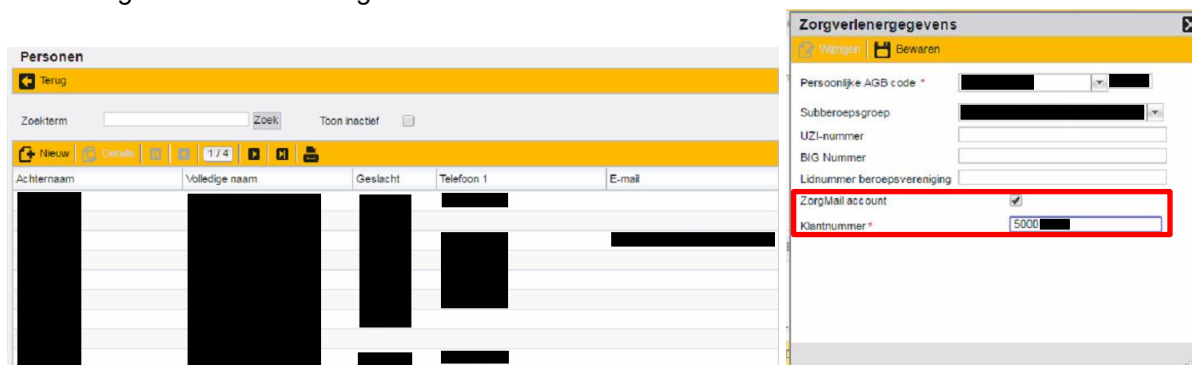 Personen
Terug
Zoekterm Zoek Toon inactief
Nieuw Details 1 / 4
Achternaam Volledige naam Geslacht Telefoon 1 E-mail
Zorgverlenergegevens
Wijzigen Bewaren
Persoonlijke AGB code *
Subberoepsgroep
UZI-nummer
BIG Nummer
Lidnummer beroepsvereniging
ZorgMail account
Klantnummer * 5000